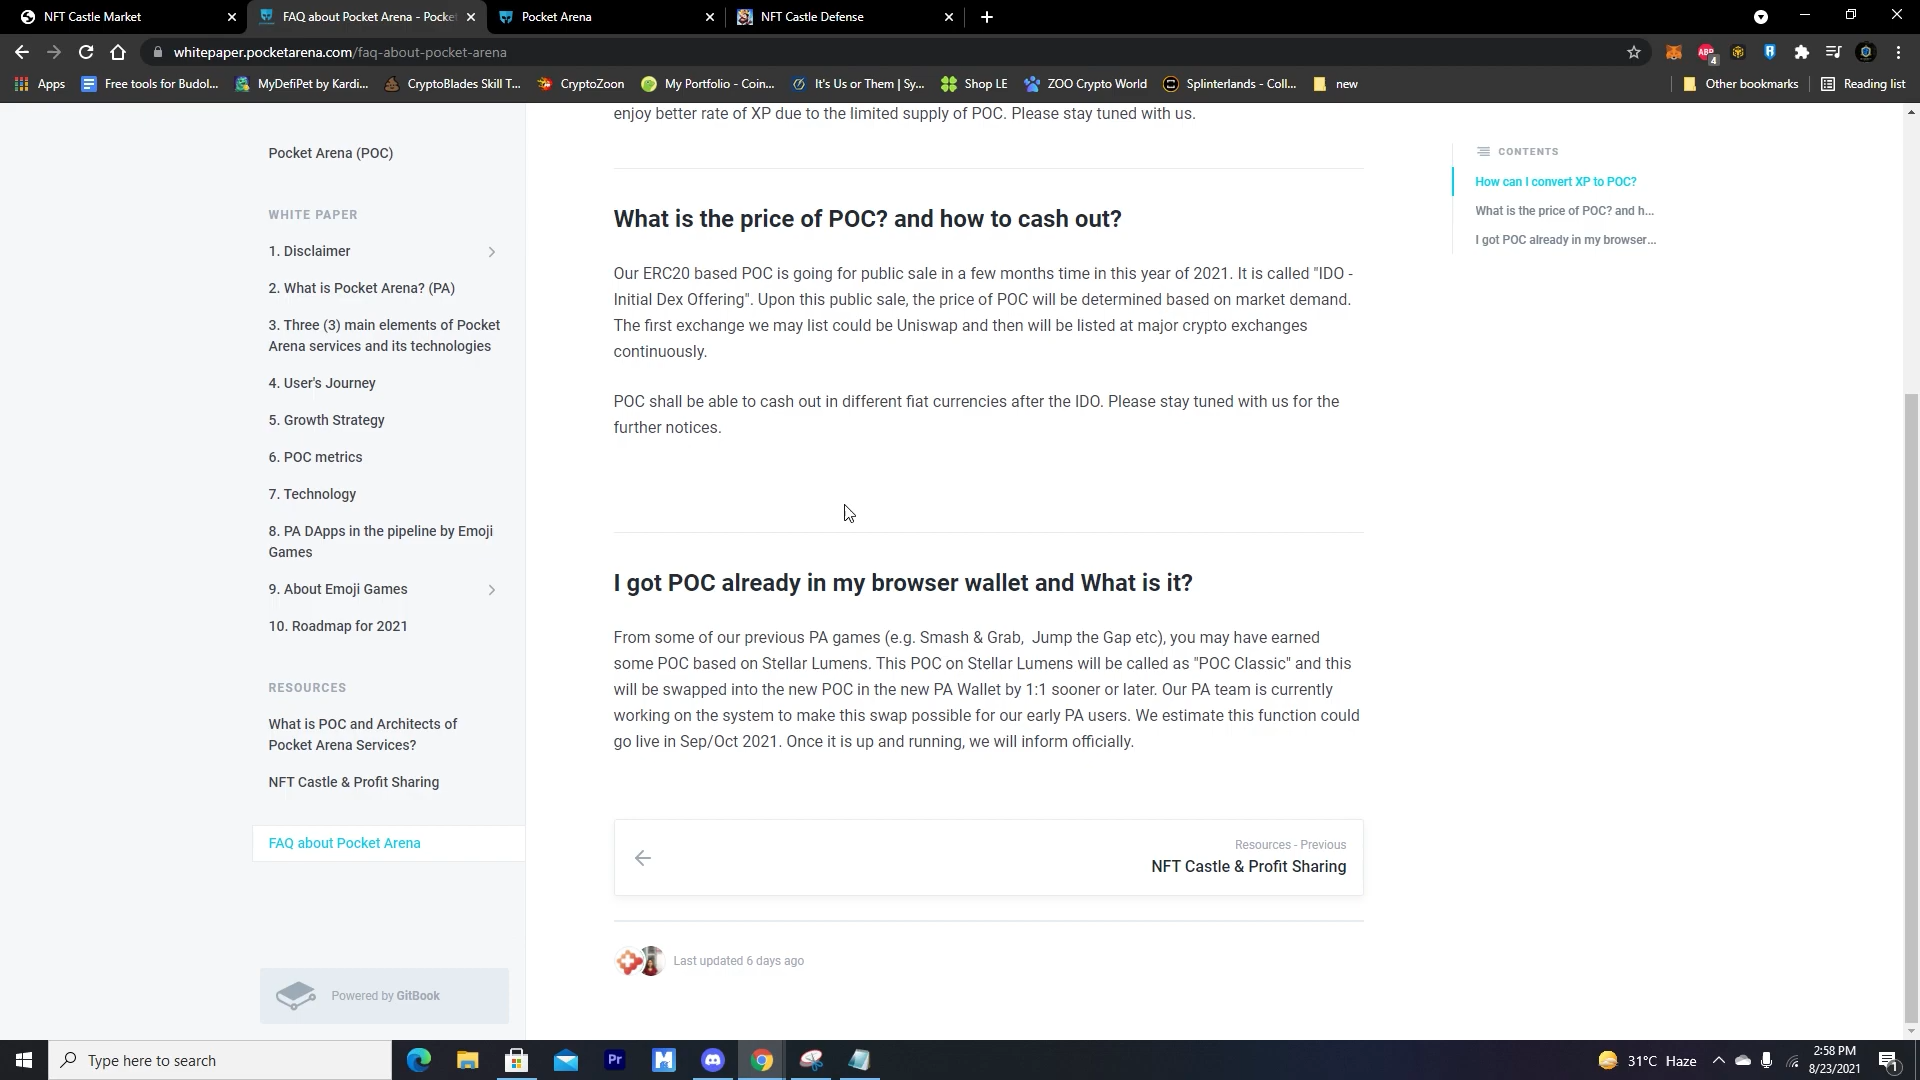 NFT Castle Market
FAQ about Pocket Arena - Pocket
Pocket Arena
NFT Castle Defense
whitepaper.pocketarena.com/faq-about-pocket-arena
ABP
4
Apps
Free tools for Budol...
MyDefiPet by Kardi...
CryptoBlades Skill T...
CryptoZoon
My Portfolio - Coin...
It's Us or Them | Sy...
Shop LE
ZOO Crypto World
Splinterlands - Coll...
new
Other bookmarks
Reading list
Pocket Arena (POC)
WHITE PAPER
1. Disclaimer
2. What is Pocket Arena? (PA)
3. Three (3) main elements of Pocket
Arena services and its technologies
4. User's Journey
5. Growth Strategy
6. POC metrics
7. Technology
8. PA DApps in the pipeline by Emoji
Games
9. About Emoji Games
10. Roadmap for 2021
RESOURCES
What is POC and Architects of
Pocket Arena Services?
NFT Castle & Profit Sharing
FAQ about Pocket Arena
Powered by GitBook
enjoy better rate of XP due to the limited supply of POC. Please stay tuned with us.
What is the price of POC? and how to cash out?
Our ERC20 based POC is going for public sale in a few months time in this year of 2021. It is called "IDO -
Initial Dex Offering". Upon this public sale, the price of POC will be determined based on market demand.
The first exchange we may list could be Uniswap and then will be listed at major crypto exchanges
continuously.
POC shall be able to cash out in different fiat currencies after the IDO. Please stay tuned with us for the
further notices.
I got POC already in my browser wallet and What is it?
From some of our previous PA games (e.g. Smash & Grab,  Jump the Gap etc), you may have earned
some POC based on Stellar Lumens. This POC on Stellar Lumens will be called as "POC Classic" and this
will be swapped into the new POC in the new PA Wallet by 1:1 sooner or later. Our PA team is currently
working on the system to make this swap possible for our early PA users. We estimate this function could
go live in Sep/Oct 2021. Once it is up and running, we will inform officially.
Resources - Previous
NFT Castle & Profit Sharing
Last updated 6 days ago
CONTENTS
How can I convert XP to POC?
What is the price of POC? and h...
I got POC already in my browser...
Type here to search
Pr
31°C Haze
2:58 PM
8/23/2021
1